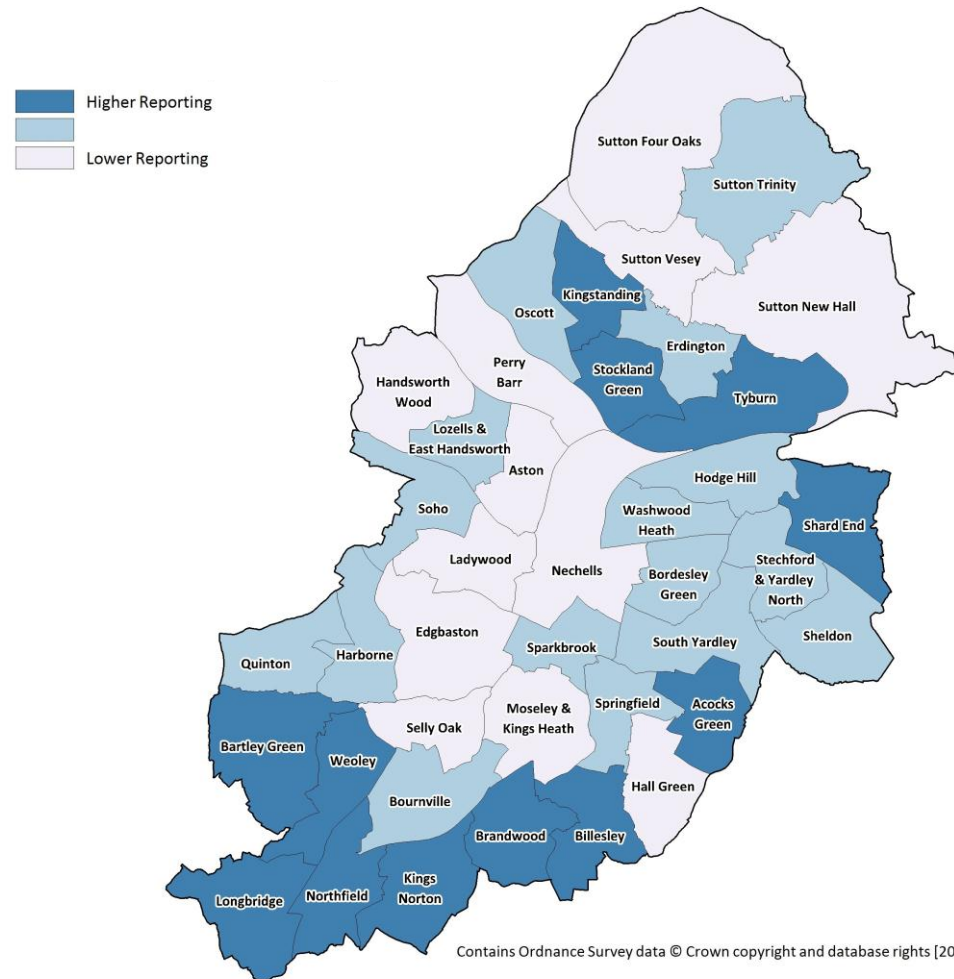 Higher Reporting
Lower Reporting
Sutton Four Oaks
Sutton Trinity
Sutton Vesey
Sutton New Hall
Kingstanding
Oscott
Erdington
Perry
Barr
Stockland
Green
Tyburn
Handsworth
Wood
Lozells &
East Handsworth
Aston
Hodge Hill
Soho
Washwood
Heath
Shard End
Ladywood
Nechells
Bordesley
Green
Stechford
& Yardley
North
Edgbaston
Sparkbrook
South Yardley
Sheldon
Quinton
Harborne
Springfield
Acocks
Green
Selly Oak
Moseley &
Kings Heath
Bartley Green
Weoley
Hall Green
Bournville
Brandwood
Billesley
Longbridge
Northfield
Kings
Norton
Contains Ordnance Survey data © Crown copyright and database rights [20